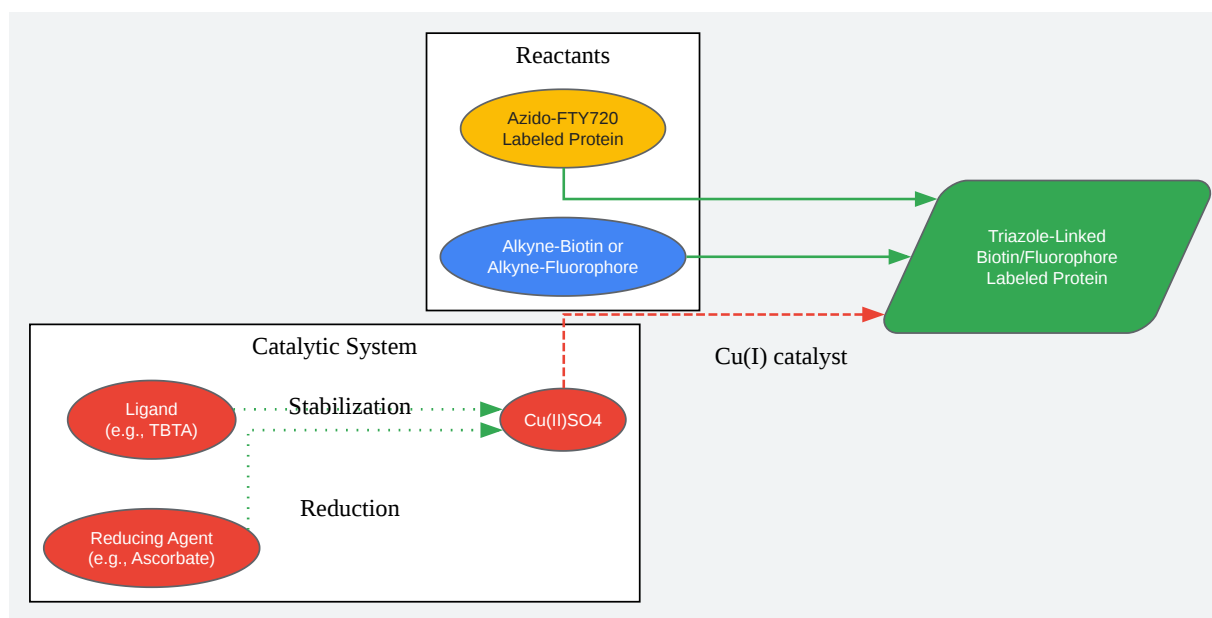 Reactants
Azido-FTY720
Labeled Protein
Alkyne-Biotin or
Alkyne-Fluorophore
Triazole-Linked
Biotin/Fluorophore
Labeled Protein
Catalytic System
Cu(I) catalyst
Ligand
(e.g., TBTA)
Stabilization
Cu(II)SO4
Reduction
Reducing Agent
(e.g., Ascorbate)